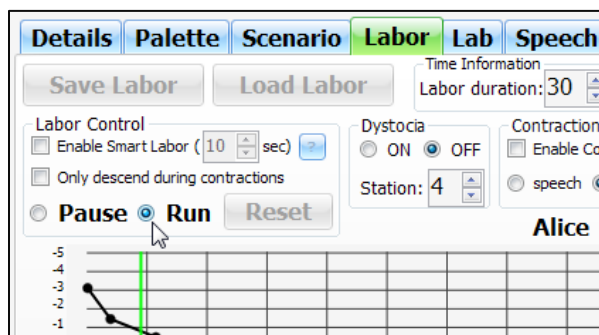 Details Palette Scenario Labor Lab Speech
Save Labor Load Labor
Time Information
Labor duration: 30
Labor Control
Enable Smart Labor ( 10 sec) ?
Only descend during contractions
Pause Run Reset
Dystocia
ON OFF
Station: 4
Contraction
Enable Co
speech
Alice
-5
-4
-3
-2
-1